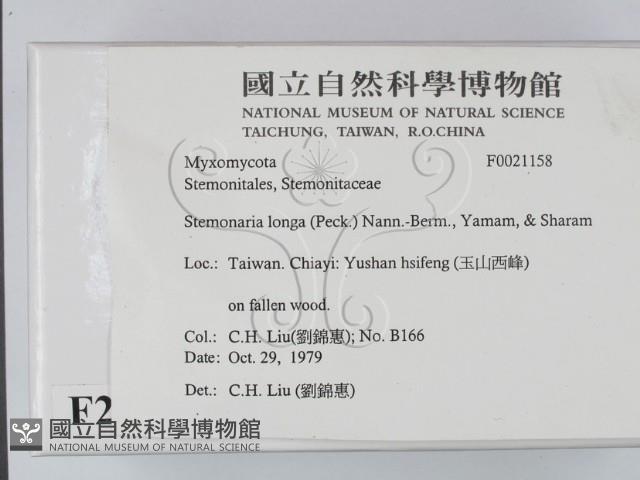 國立自然科學博物館
NATIONAL MUSEUM OF NATURAL SCIENCE
TAICHUNG, TAIWAN, R.O.CHINA
Myxomycota F0021158
Stemonitales, Stemonitaceae
Stemonaria longa (Peck.) Nann.-Berm., Yamam, & Sharam
Loc.: Taiwan. Chiayi: Yushan hsifeng (玉山西峰)
on fallen wood.
Col.: C.H. Liu(劉錦惠); No. B166
Date: Oct. 29, 1979
Det.: C.H. Liu (劉錦惠)
F2
國立自然科學博物館
NATIONAL MUSEUM OF NATURAL SCIENCE